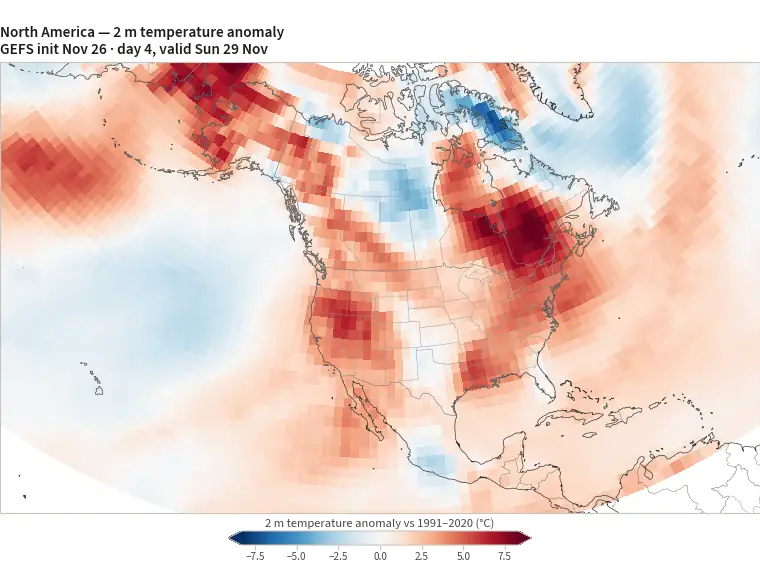 North America — 2 m temperature anomaly
GEFS init Nov 26 · day 4, valid Sun 29 Nov
2 m temperature anomaly vs 1991–2020 (°C)
−7.5 −5.0 −2.5 0.0 2.5 5.0 7.5